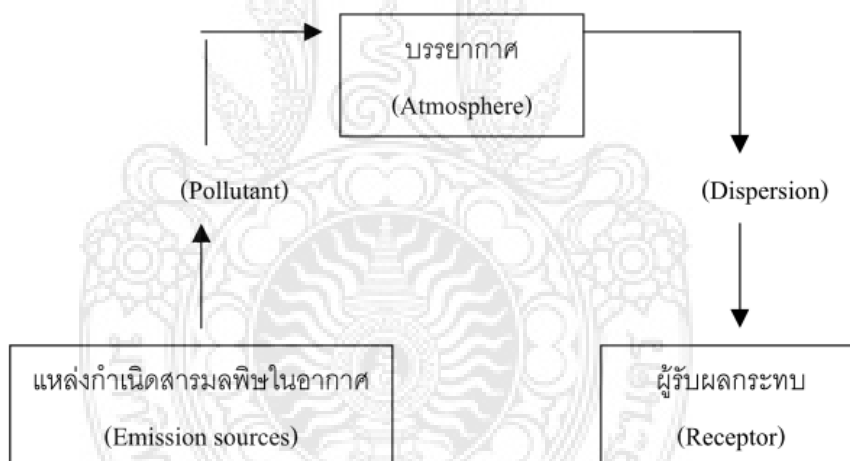 บรรยากาศ
(Atmosphere)
(Pollutant)
(Dispersion)
แหล่งกำเนิดสารมลพิษในอากาศ
(Emission sources)
ผู้รับผลกระทบ
(Receptor)